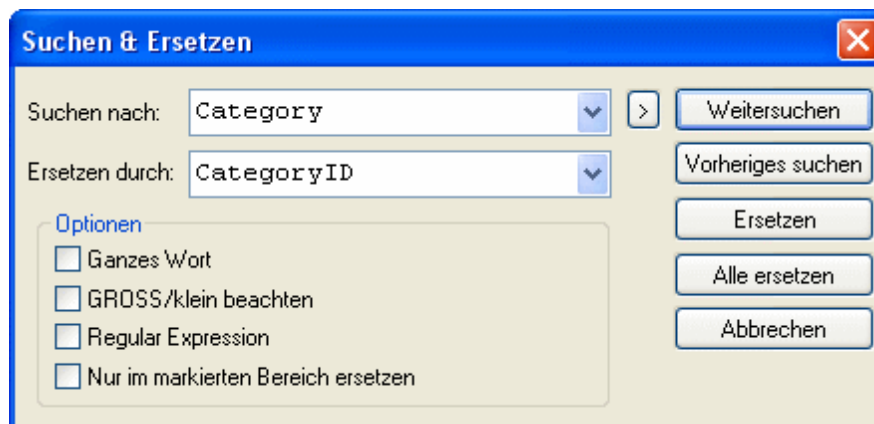 Suchen & Ersetzen
Suchen nach: Category > Weitersuchen
Ersetzen durch: CategoryID Vorheriges suchen
Optionen Ersetzen
Ganzes Wort
GROSS/klein beachten Alle ersetzen
Regular Expression Abbrechen
Nur im markierten Bereich ersetzen